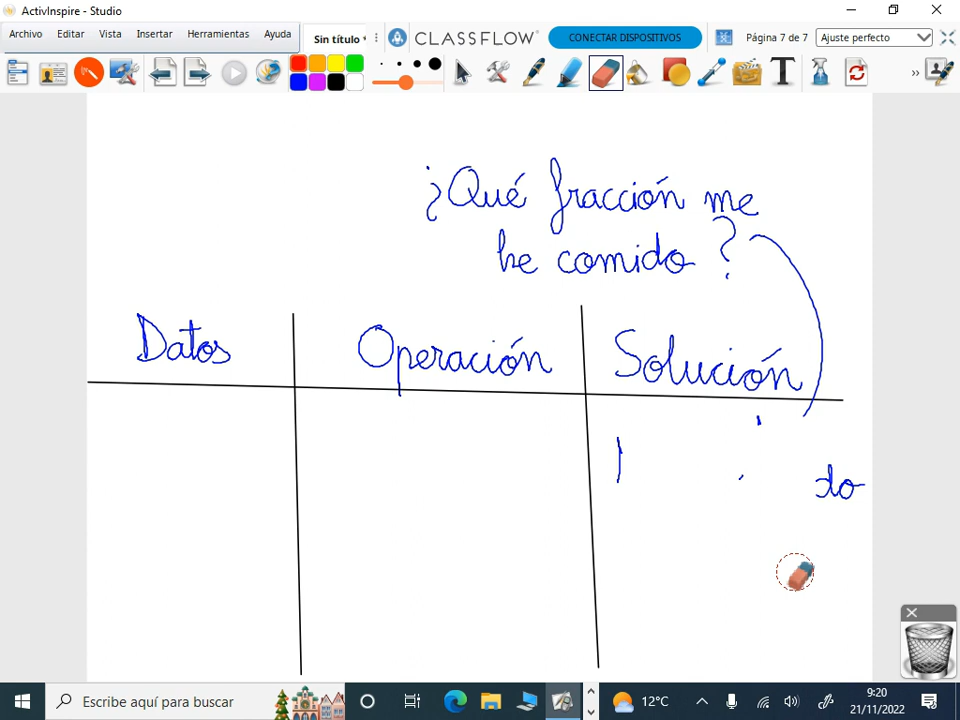 ActivInspire - Studio
Archivo Editar Vista Insertar Herramientas Ayuda
Sin título
CLASSFLOW
CONECTAR DISPOSITIVOS
Página 7 de 7
Ajuste perfecto
¿Qué fracción me
he comido?
Datos Operación Solución
do
Escribe aquí para buscar
12°C
9:20
21/11/2022